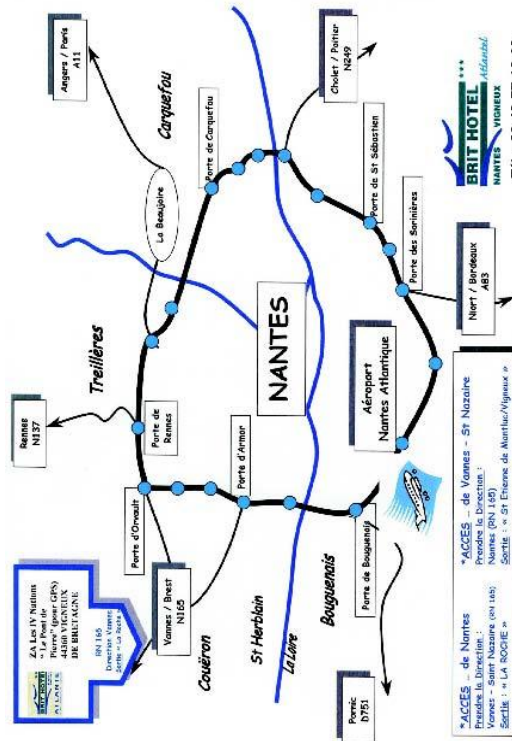 BRIT HOTEL
ATLANTEL
ZA Les IV Nations
" Le Pont de
Pierre" (pour GPS)
44360 VIGNEUX
DE BRETAGNE
RN 165
Direction Vannes
Sortie « La Roche »
Rennes
N137
Angers / Paris
A11
Treillières
Carquefou
La Beaujoire
Porte de Carquefou
Porte de
Rennes
Porte d'Orvault
Porte d'Armor
Vannes / Brest
N165
Couëron
St Herblain
La Loire
NANTES
Cholet / Poitier
N249
Bouguenais
Porte de Bouguenais
Aéroport
Nantes Atlantique
Porte de St Sébastien
Porte des Sorinières
Pornic
D751
Niort / Bordeaux
A83
*ACCES _ de Nantes
Prendre la Direction :
Vannes - Saint Nazaire (RN 165)
Sortie : « LA ROCHE »
*ACCES _ de Vannes - St Nazaire
Prendre la Direction :
Nantes (RN 165)
Sortie : « St Etienne de Montluc/Vigneux »
BRIT HOTEL ***
Atlantel
NANTES VIGNEUX